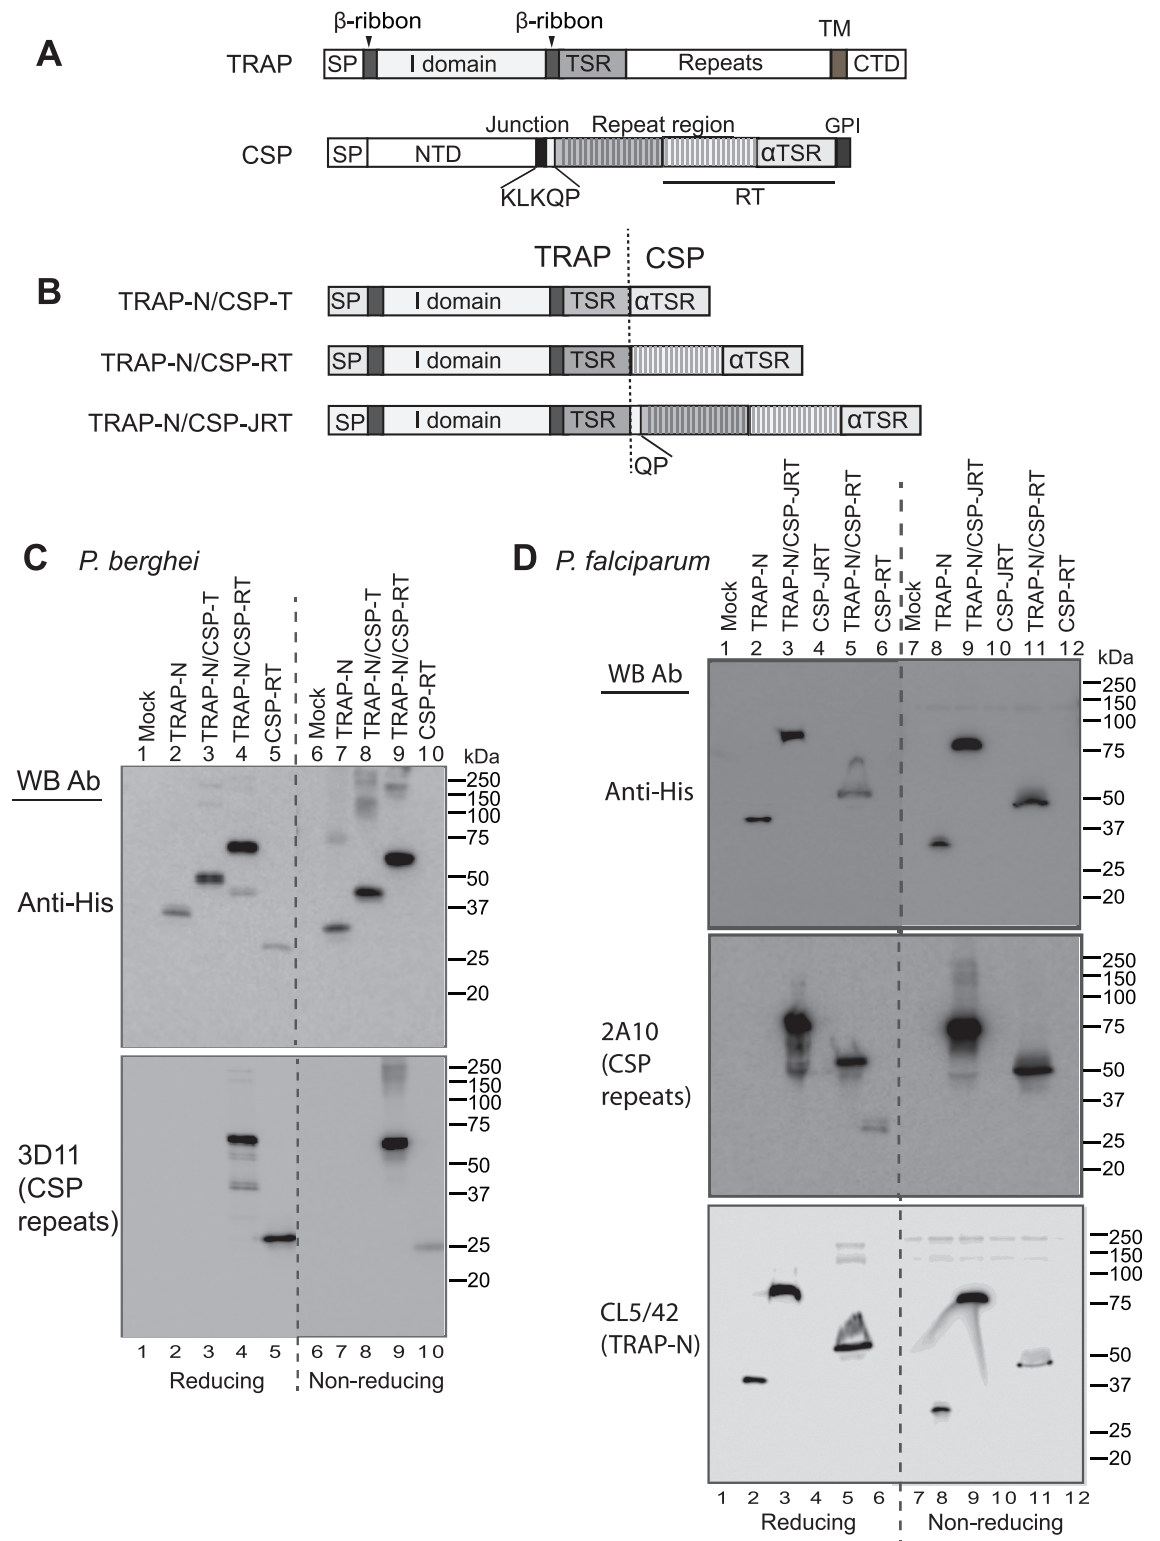 A
β-ribbon β-ribbon TM
TRAP SP I domain TSR Repeats CTD
Junction Repeat region GPI
CSP SP NTD αTSR
KLKQP RT
B
TRAP CSP
TRAP-N/CSP-T SP I domain TSR αTSR
TRAP-N/CSP-RT SP I domain TSR αTSR
TRAP-N/CSP-JRT SP I domain TSR αTSR
QP
C P. berghei
Mock
TRAP-N
TRAP-N/CSP-T
TRAP-N/CSP-RT
CSP-RT
Mock
TRAP-N
TRAP-N/CSP-T
TRAP-N/CSP-RT
CSP-RT
1 2 3 4 5 6 7 8 9 10 kDa
WB Ab
Anti-His
250
150
100
75
50
37
25
20
3D11
(CSP
repeats)
250
150
100
75
50
37
25
20
1 2 3 4 5 6 7 8 9 10
Reducing Non-reducing
D P. falciparum
Mock
TRAP-N
TRAP-N/CSP-JRT
CSP-JRT
TRAP-N/CSP-RT
CSP-RT
Mock
TRAP-N
TRAP-N/CSP-JRT
CSP-JRT
TRAP-N/CSP-RT
CSP-RT
1 2 3 4 5 6 7 8 9 10 11 12
kDa
WB Ab
Anti-His
250
150
100
75
50
37
25
20
2A10
(CSP
repeats)
250
150
100
75
50
37
25
20
CL5/42
(TRAP-N)
250
150
100
75
50
37
25
20
1 2 3 4 5 6 7 8 9 10 11 12
Reducing Non-reducing